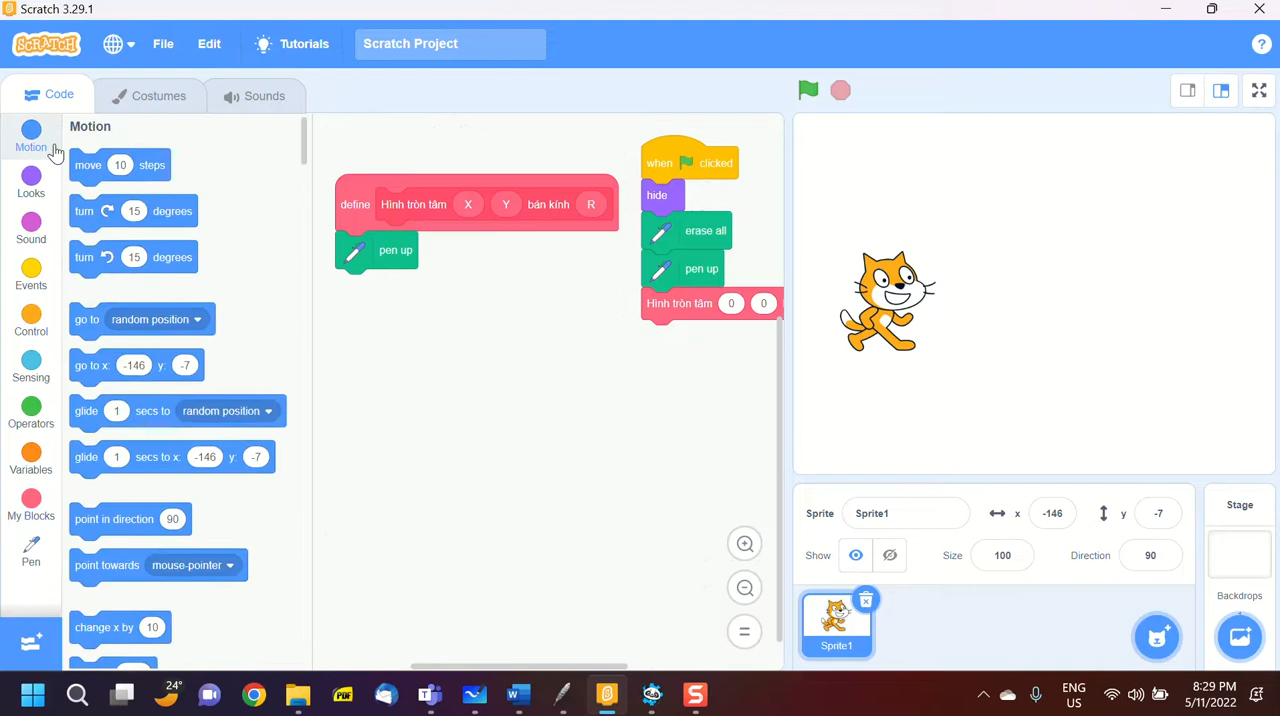 Scratch 3.29.1
SCRATCH
File
Edit
Tutorials
Scratch Project
?
Code
Costumes
Sounds
Motion
Looks
Sound
Events
Control
Sensing
Operators
Variables
My Blocks
Pen
Motion
move 10 steps
turn 15 degrees
turn 15 degrees
go to random position
go to x: -146 y: -7
glide 1 secs to random position
glide 1 secs to x: -146 y: -7
point in direction 90
point towards mouse-pointer
change x by 10
define Hình tròn tâm X Y bán kính R
pen up
when clicked
hide
erase all
pen up
Hình tròn tâm 0 0
Sprite Sprite1 x -146 y -7
Show Size 100 Direction 90
Sprite1
Stage
Backdrops
24°
PDF
W
S
ENG
US
8:29 PM
5/11/2022